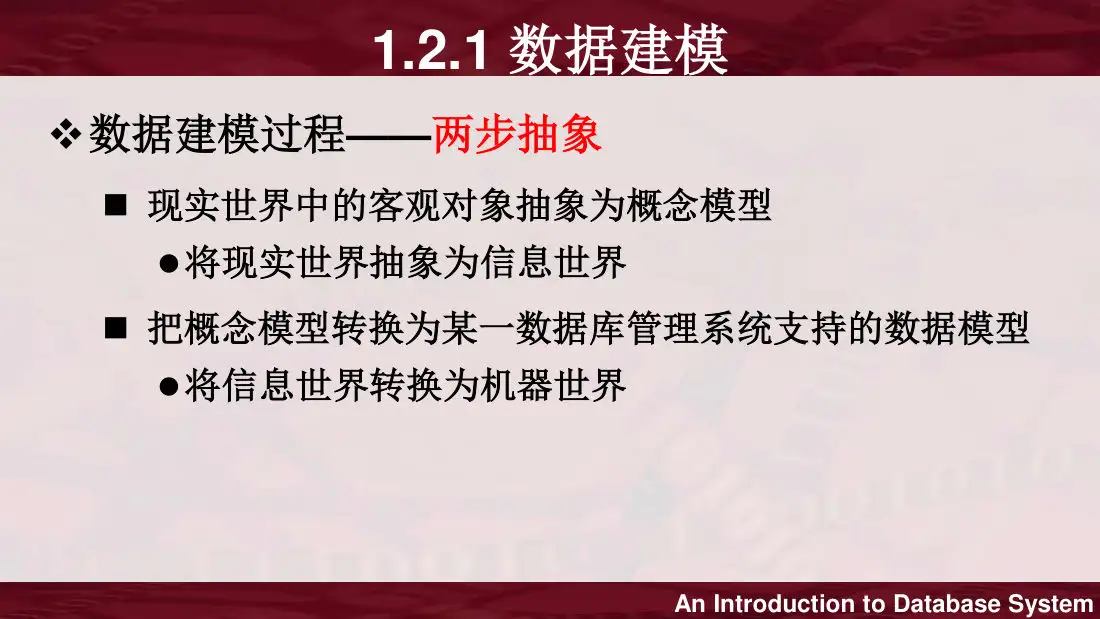 1.2.1 数据建模
❖数据建模过程——两步抽象
■ 现实世界中的客观对象抽象为概念模型
●将现实世界抽象为信息世界
■ 把概念模型转换为某一数据库管理系统支持的数据模型
●将信息世界转换为机器世界
An Introduction to Database System